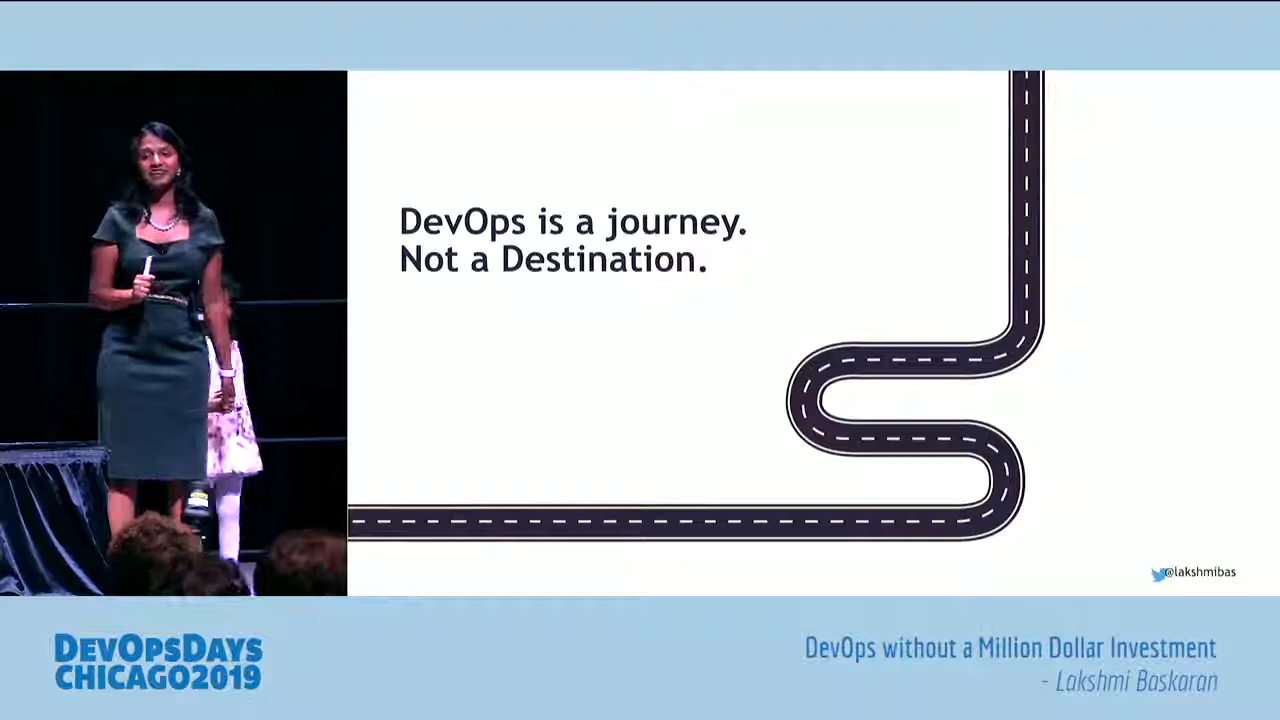 DevOps is a journey.
Not a Destination.
@lakshmibas
DEVOPSDAYS
CHICAGO2019
DevOps without a Million Dollar Investment
- Lakshmi Baskaran